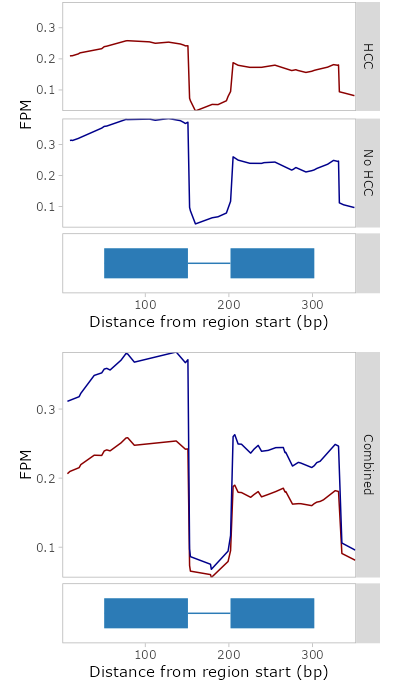 0.3
0.2
0.1
HCC
FPM
0.3
0.2
0.1
No HCC
100
200
300
Distance from region start (bp)
0.3
0.2
0.1
FPM
Combined
100
200
300
Distance from region start (bp)